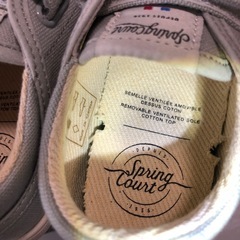 Spring Court
SEMELLE VENTILÉE AMOVIBLE
DESSUS COTON
REMOVABLE VENTILATED SOLE
COTTON TOP
DEPUIS
Spring
Court
1936